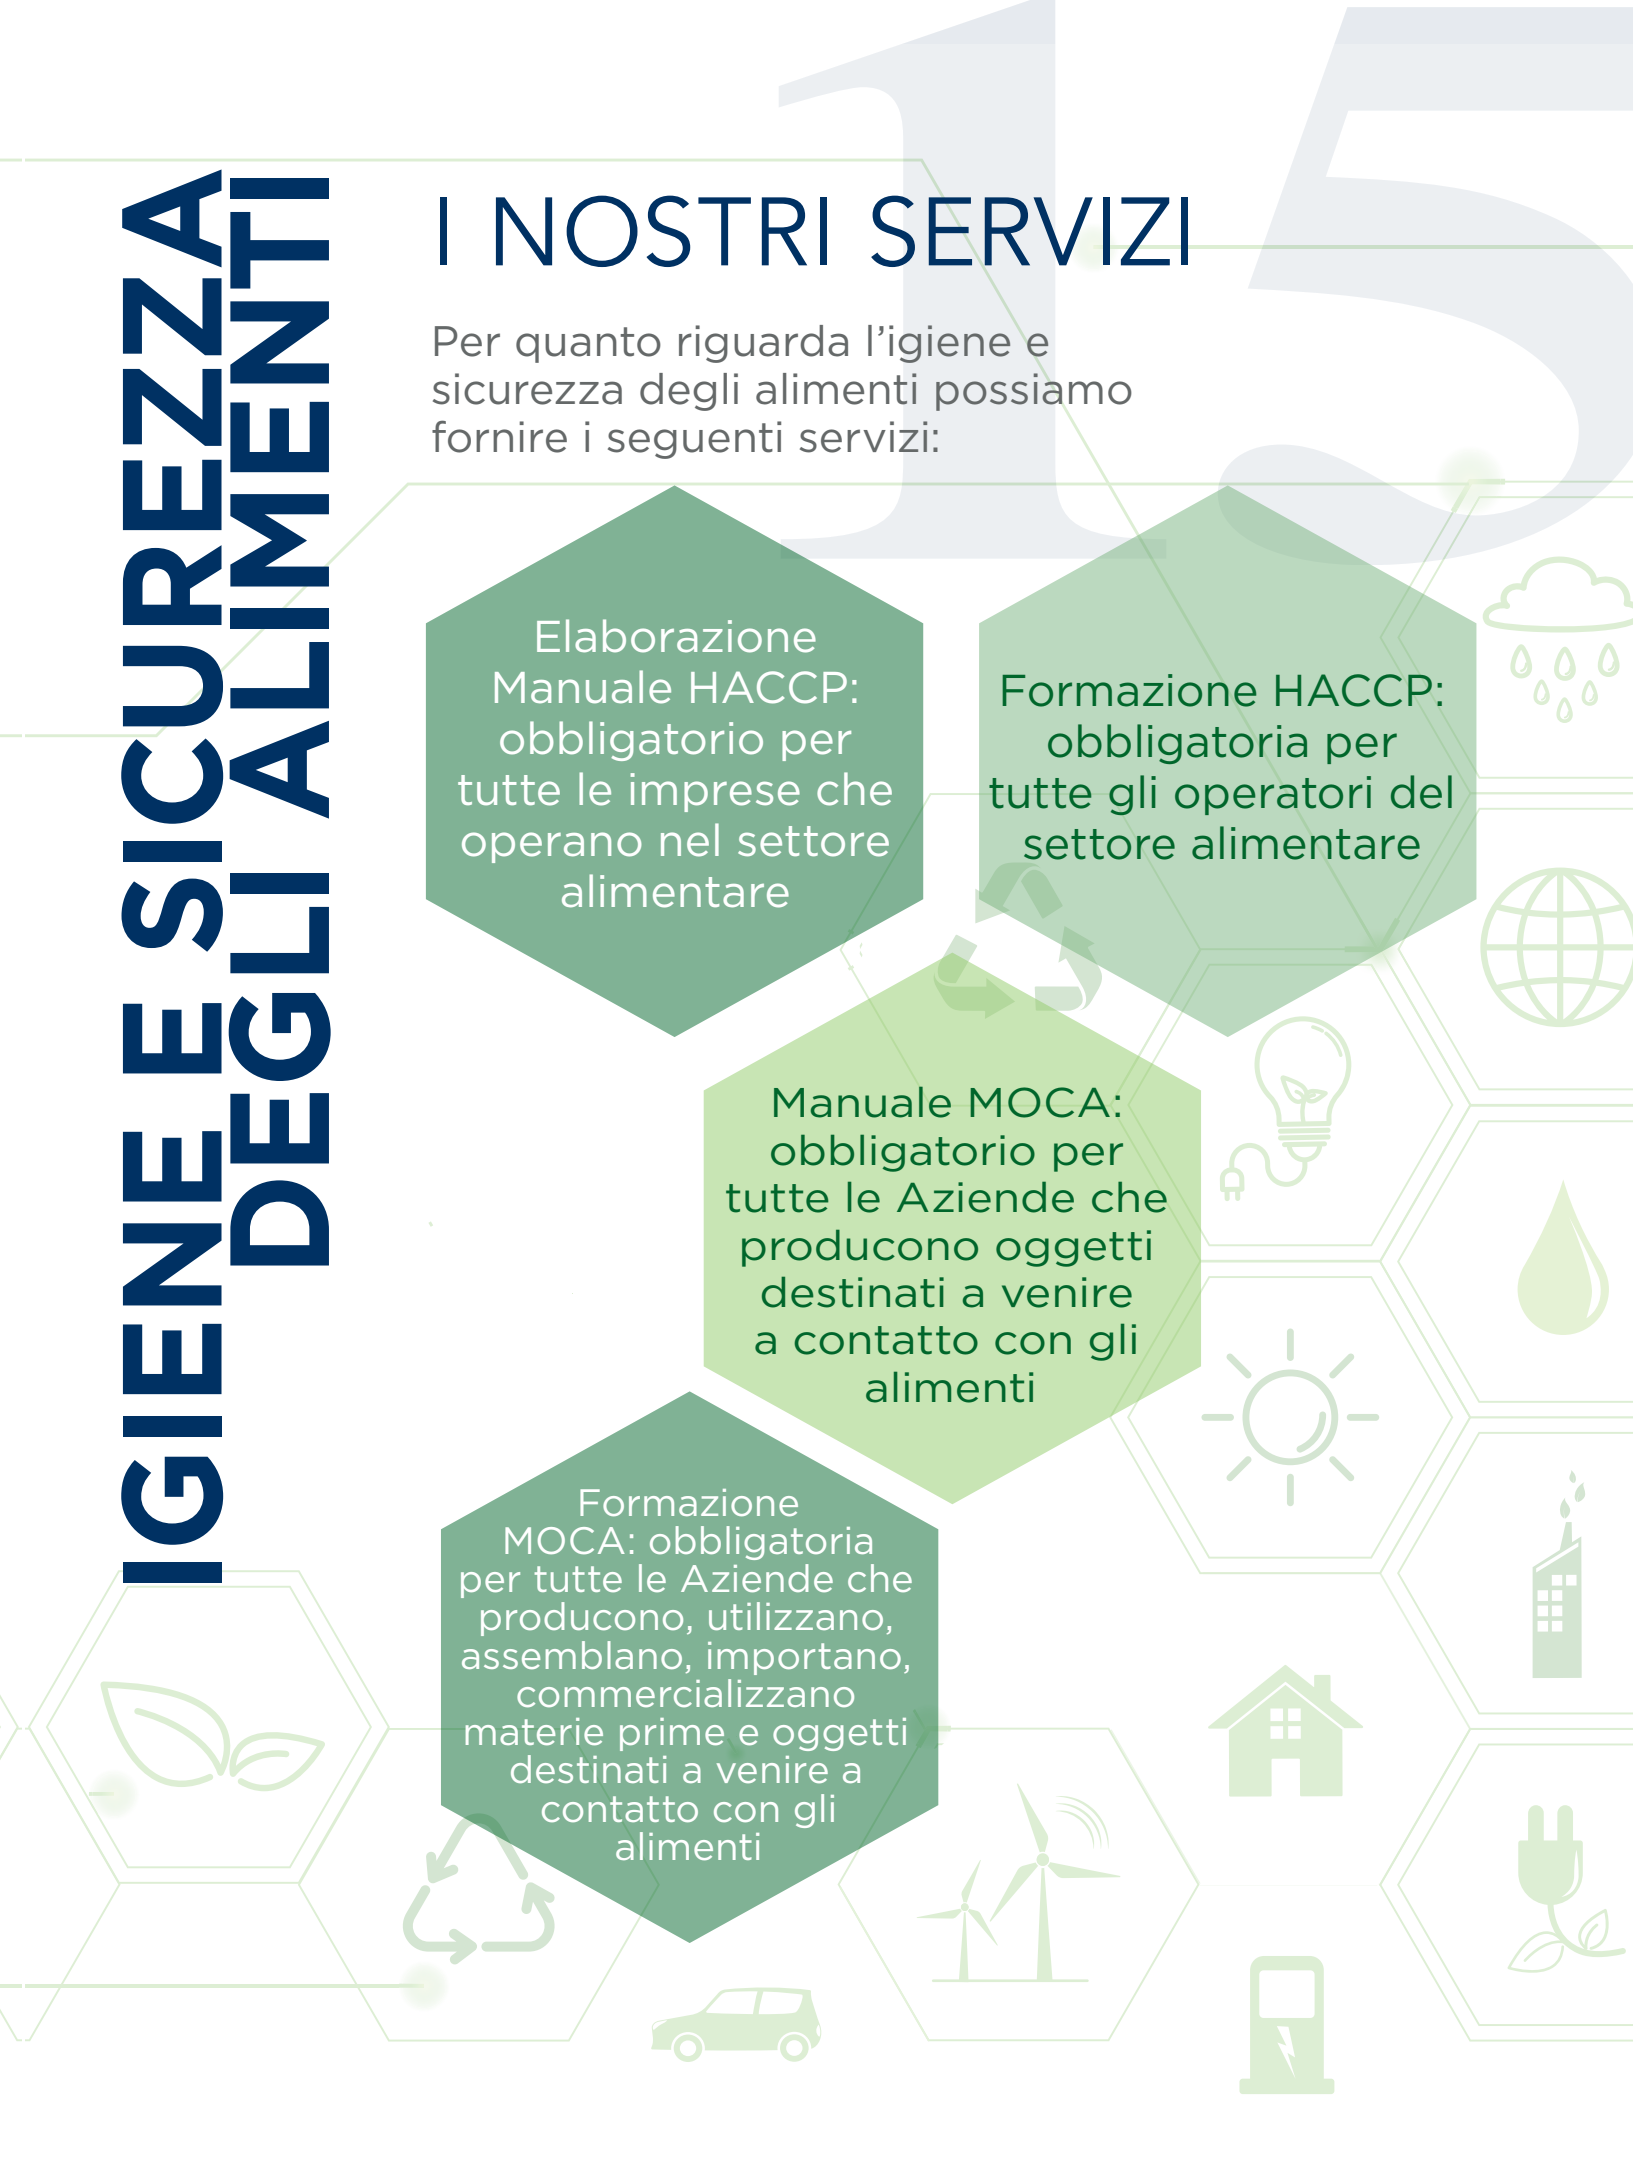 15
IGIENE E SICUREZZA
DEGLI ALIMENTI
I NOSTRI SERVIZI
Per quanto riguarda l’igiene e
sicurezza degli alimenti possiamo
fornire i seguenti servizi:
Elaborazione
Manuale HACCP:
obbligatorio per
tutte le imprese che
operano nel settore
alimentare
Formazione HACCP:
obbligatoria per
tutte gli operatori del
settore alimentare
Manuale MOCA:
obbligatorio per
tutte le Aziende che
producono oggetti
destinati a venire
a contatto con gli
alimenti
Formazione
MOCA: obbligatoria
per tutte le Aziende che
producono, utilizzano,
assemblano, importano,
commercializzano
materie prime e oggetti
destinati a venire a
contatto con gli
alimenti